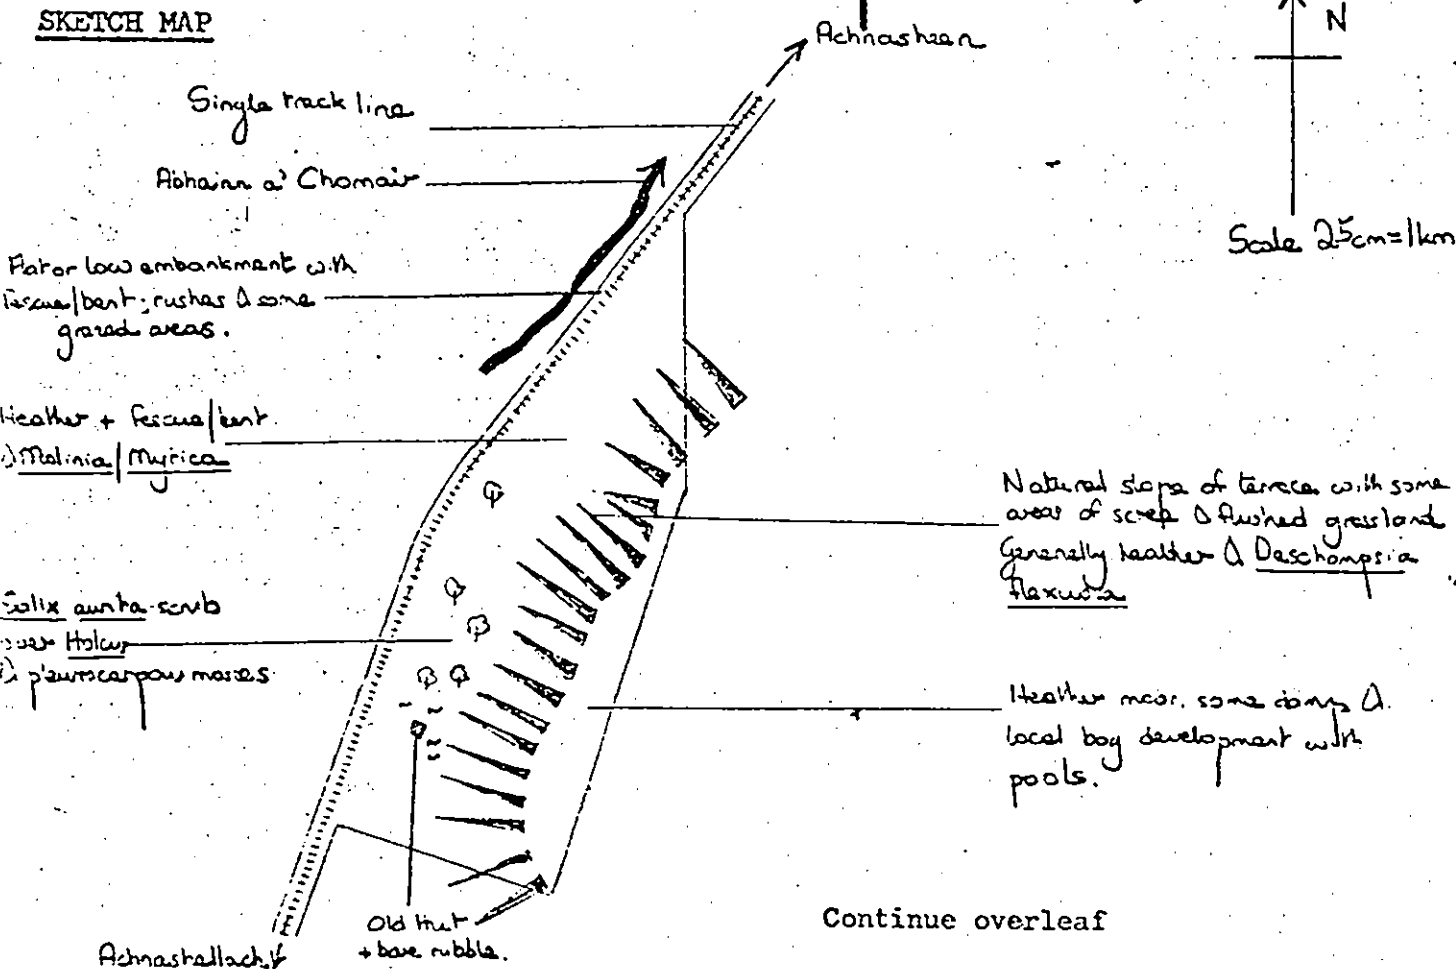 SKETCH MAP
Achnasheen
N
Single track line
Abhainn a' Chomair
Scale 25cm=1km
Flat or low embankment with
fescue/bent; rushes & some
grazed areas.
Heather + fescue/bent
Molinia/Myrica
Natural slope of terrace with some
areas of scree & flushed grassland
Generally heather & Deschampsia
flexuosa
Salix aurita scrub
over Holcus
pleurocarpous mosses
Heather moor, some damp &
local bog development with
pools.
Old Hut
+ bare rubble.
Continue overleaf
Achnashellach